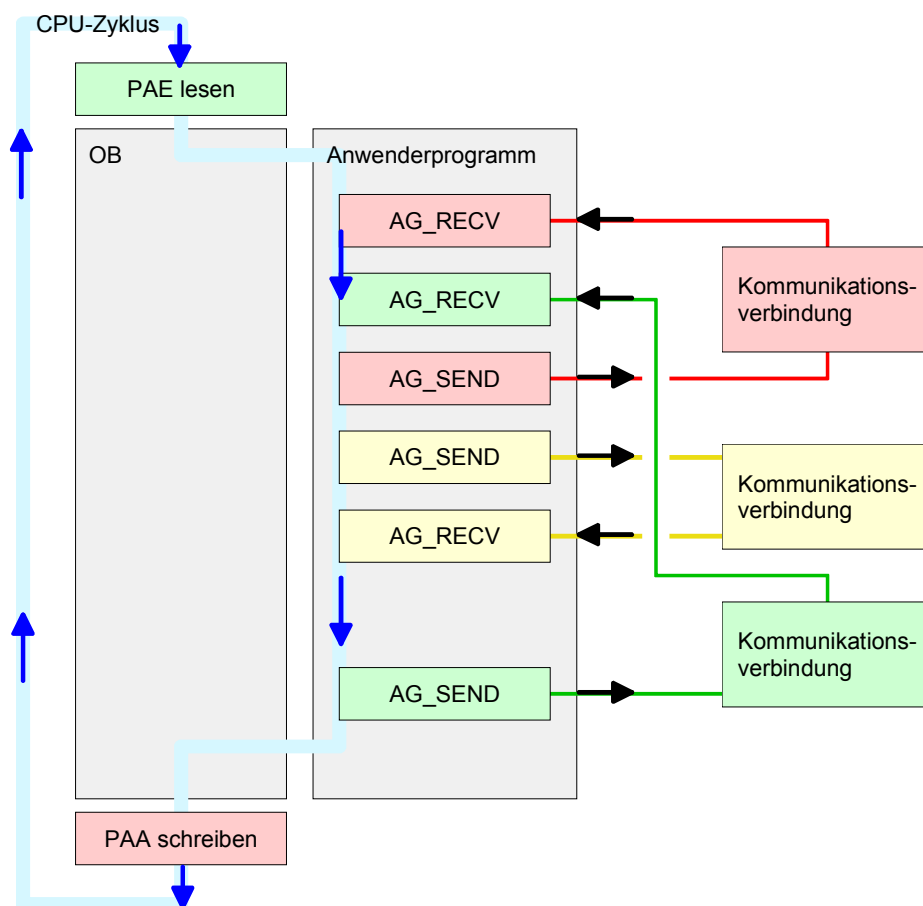 CPU-Zyklus
PAE lesen
OB
Anwenderprogramm
AG_RECV
AG_RECV
AG_SEND
AG_SEND
AG_RECV
AG_SEND
Kommunikations-
verbindung
Kommunikations-
verbindung
Kommunikations-
verbindung
PAA schreiben